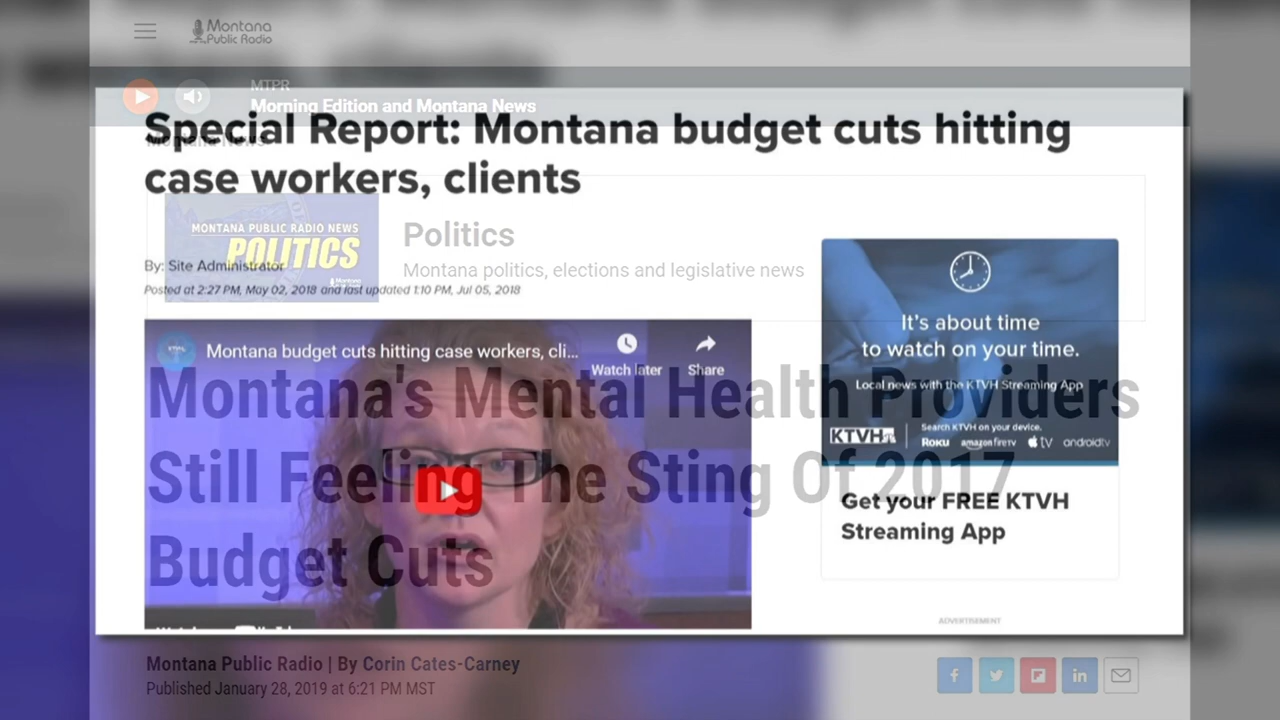 Montana
Public Radio
MTPR
Morning Edition and Montana News
Montana News
Special Report: Montana budget cuts hitting
case workers, clients
MONTANA PUBLIC RADIO NEWS
POLITICS
Montana
Politics
Montana politics, elections and legislative news
By: Site Administrator
Posted at 2:27 PM, May 02, 2018 and last updated 1:10 PM, Jul 05, 2018
Montana budget cuts hitting case workers, cli...
Watch later
Share
It's about time
to watch on your time.
Local news with the KTVH Streaming App
KTVH
Search KTVH on your device.
Roku amazon firetv tv androidtv
Get your FREE KTVH
Streaming App
ADVERTISEMENT
Montana's Mental Health Providers
Still Feeling The Sting Of 2017
Budget Cuts
Montana Public Radio | By Corin Cates-Carney
Published January 28, 2019 at 6:21 PM MST